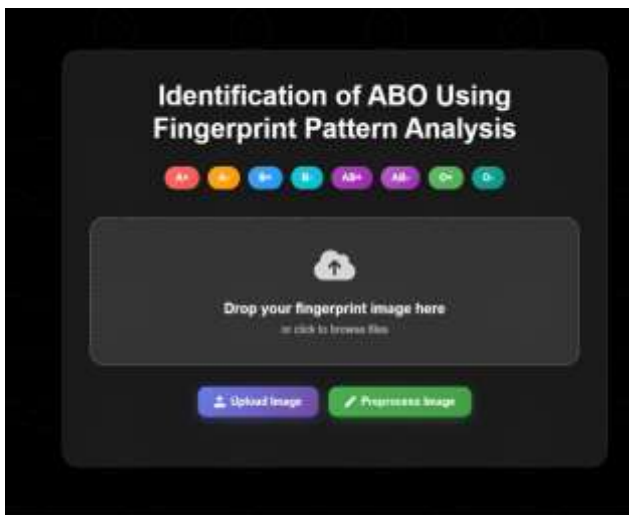 Identification of ABO Using
Fingerprint Pattern Analysis
A+ A- B+ B- AB+ AB- O+ O-
Drop your fingerprint image here
or click to browse files
Upload Image Preprocess Image